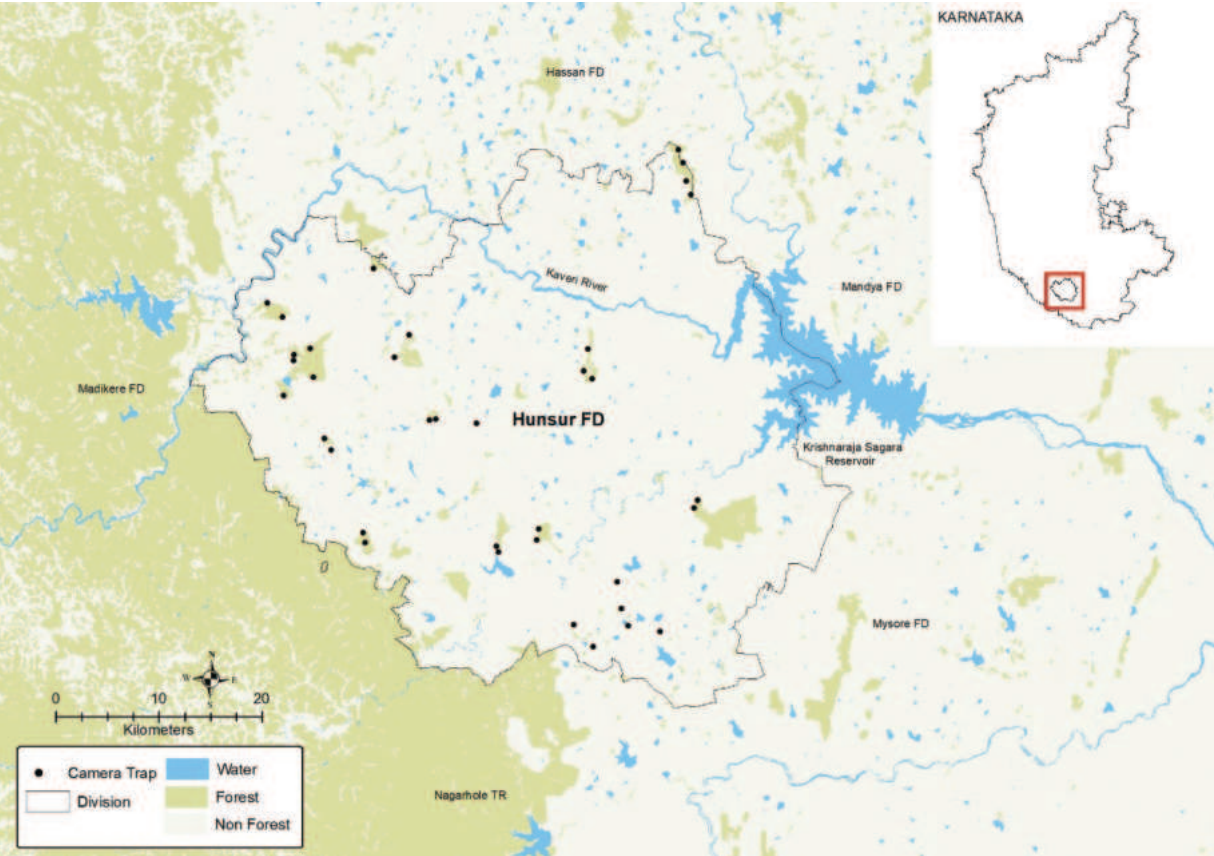 KARNATAKA
Hassan FD
Kaveri River
Mandya FD
Madikere FD
Hunsur FD
Krishnaraja Sagara
Reservoir
Mysore FD
N
W
E
S
0
10
20
Kilometers
Camera Trap
Water
Division
Forest
Non Forest
Nagarhole TR